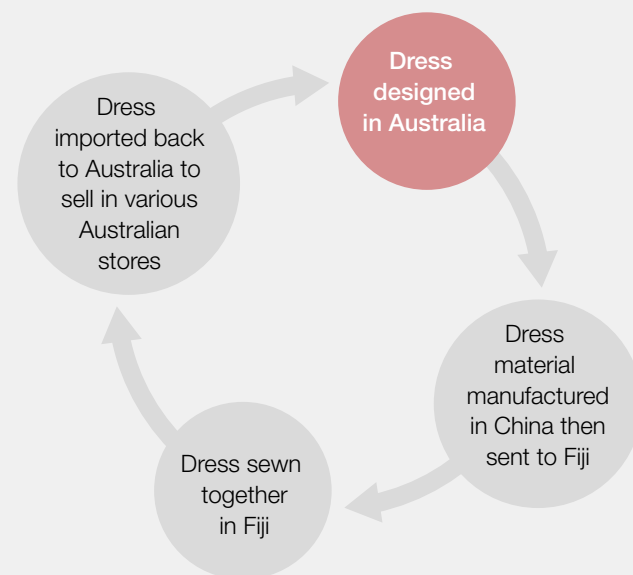 Dress
designed
in Australia
Dress
material
manufactured
in China then
sent to Fiji
Dress sewn
together
in Fiji
Dress
imported back
to Australia to
sell in various
Australian
stores